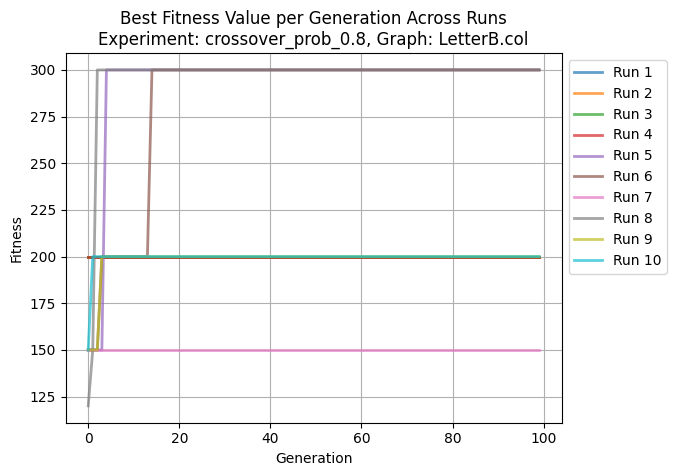 Best Fitness Value per Generation Across Runs
Experiment: crossover_prob_0.8, Graph: LetterB.col
Fitness
300
275
250
225
200
175
150
125
0
20
40
60
80
100
Generation
Run 1
Run 2
Run 3
Run 4
Run 5
Run 6
Run 7
Run 8
Run 9
Run 10